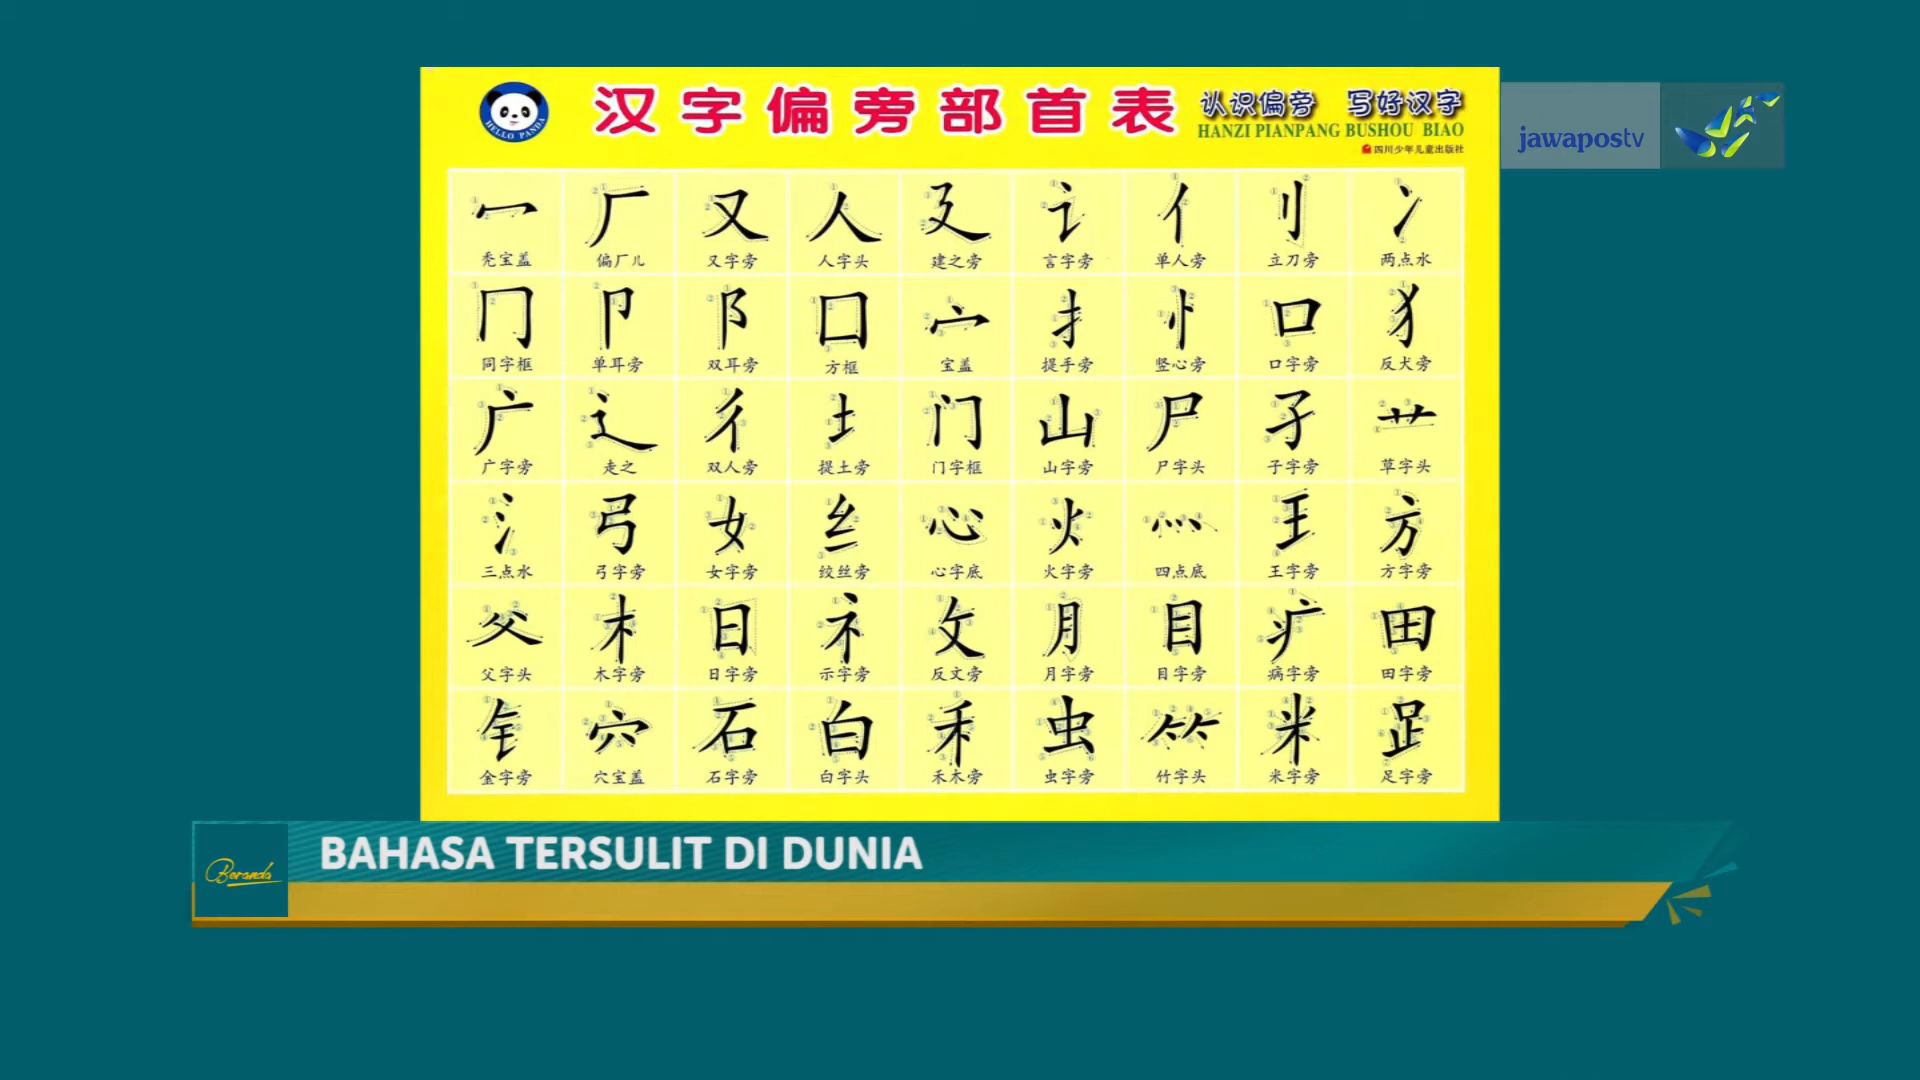 HELLO PANDA
汉字偏旁部首表
认识偏旁 写好汉字
HANZI PIANPANG BUSHOU BIAO
四川少年儿童出版社
jawapostv
冖 厂 又 人 廴 讠 亻 刂 冫
秃宝盖 偏厂儿 又字旁 人字头 建之旁 言字旁 单人旁 立刀旁 两点水
冂 卩 阝 囗 宀 扌 忄 口 犭
同字框 单耳旁 双耳旁 方框 宝盖 提手旁 竖心旁 口字旁 反犬旁
广 辶 彳 土 门 山 尸 子 艹
广字旁 走之 双人旁 提土旁 门字框 山字旁 尸字头 子字旁 草字头
氵 弓 女 纟 心 火 灬 王 方
三点水 弓字旁 女字旁 绞丝旁 心字底 火字旁 四点底 王字旁 方字旁
父 木 日 礻 攵 月 目 疒 田
父字头 木字旁 日字旁 示字旁 反文旁 月字旁 目字旁 病字旁 田字旁
钅 穴 石 白 禾 虫 ⺮ 米 ⻊
金字旁 穴宝盖 石字旁 白字头 禾木旁 虫字旁 竹字头 米字旁 足字旁
Beranda
BAHASA TERSULIT DI DUNIA